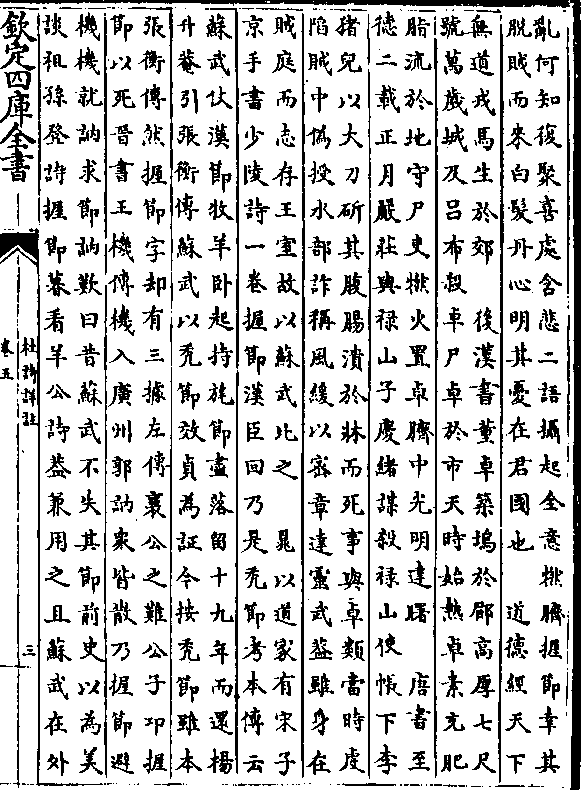 亂何知復聚喜處含悲二語攝起全意燃臍握節幸其
脱賊而來白髮丹心明其憂在君國也　道德經天下
無道戎馬生於郊　後漢書董卓築塢於郿高厚七尺
號萬歲城及呂布殺卓尸卓於市天時始熱卓素充肥
脂流於地守尸吏燃火置卓臍中光明達曙　唐書至
德二載正月嚴莊與禄山子慶緒謀殺禄山使帳下李
猪兒以大刀斫其腹腸潰於牀而死事與卓類當時虔
陷賊中偽授水部詐稱風緩以密章達靈武蓋雖身在
賊庭而志存王室故以蘇武比之　晁以道家有宋子
京手書少陵詩一卷握節漢臣回乃是秃節考本傳云
蘇武仗漢節牧羊卧起持旄節盡落留十九年而還楊
升菴引張衡傳蘇武以秃節效貞為証今按秃節雖本
張衡傳然握節字却有三據左傳襄公之難公子卬握
節以死晉書王機傳機入廣州郭訥衆皆散乃握節避
機機就訥求節訥歎曰昔蘇武不失其節前史以為美
談祖孫登詩握節暮看羊公詩蓋兼用之且蘇武在外
欽定四庫全書
杜詩詳註
卷五
三